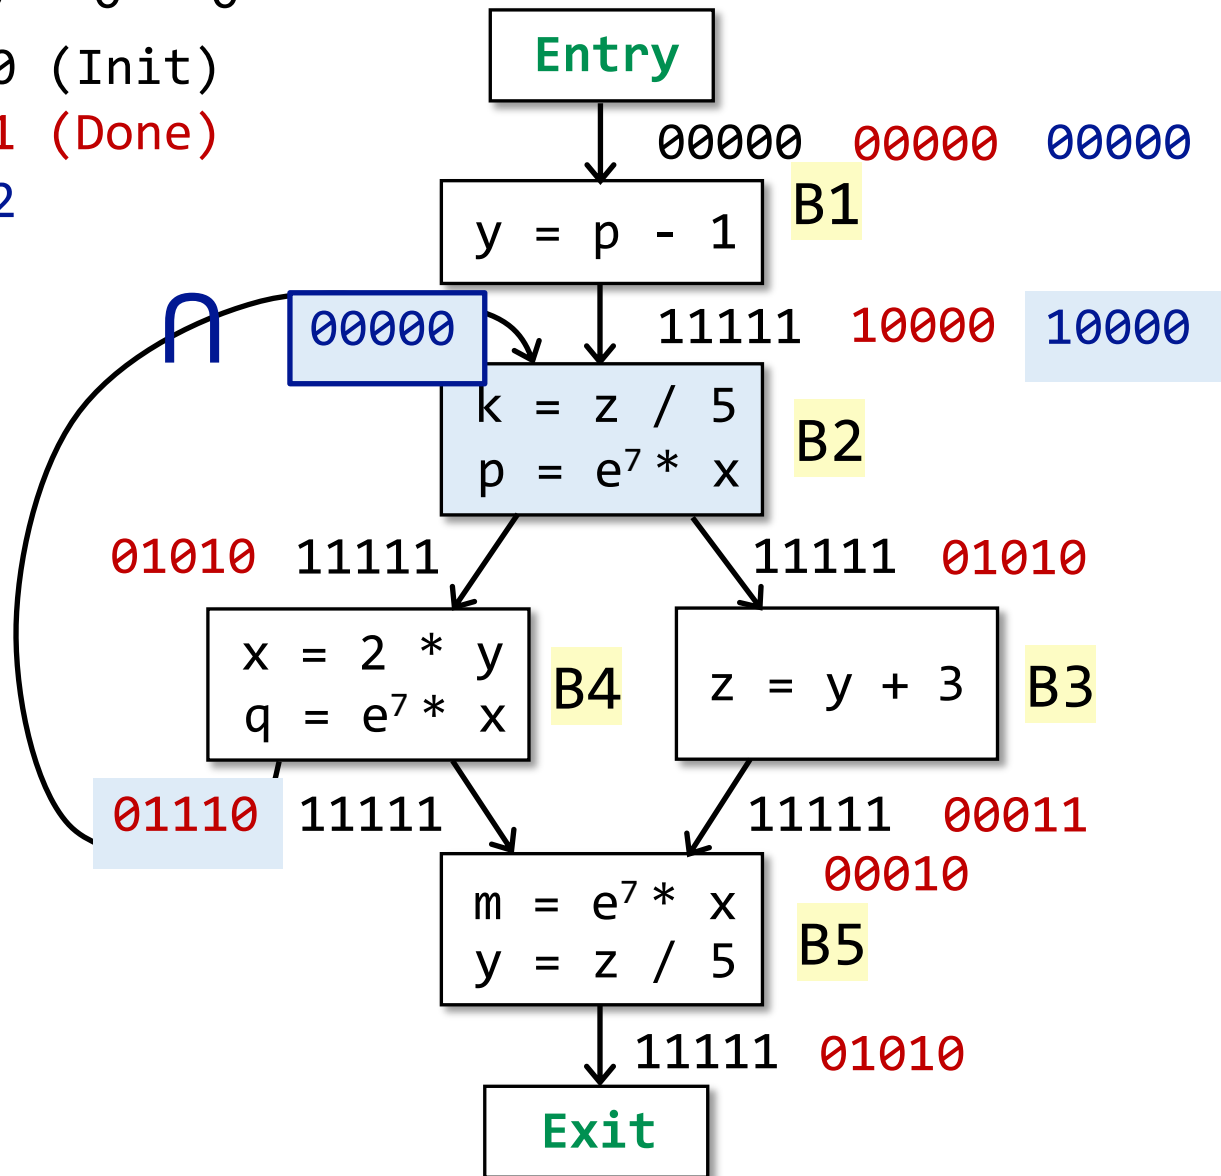 0 (Init)
1 (Done)
2
Entry
00000 00000 00000
B1
y = p - 1
⋂ 00000
11111 10000 10000
k = z / 5
p = e⁷ * x
B2
01010 11111
11111 01010
x = 2 * y
q = e⁷ * x
B4
z = y + 3
B3
01110 11111
11111 00011
00010
m = e⁷ * x
y = z / 5
B5
11111 01010
Exit